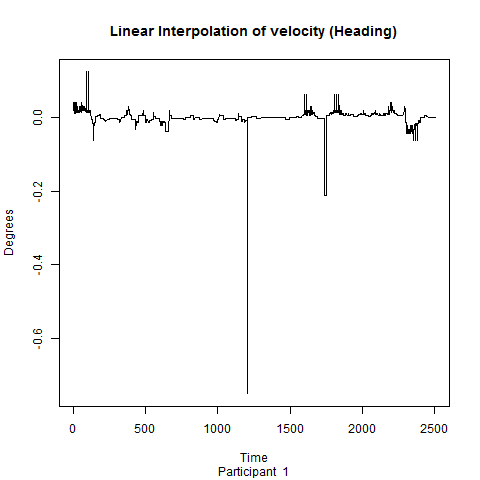 Linear Interpolation of velocity (Heading)
0.0
-0.2
-0.4
-0.6
Degrees
0 500 1000 1500 2000 2500
Time
Participant 1